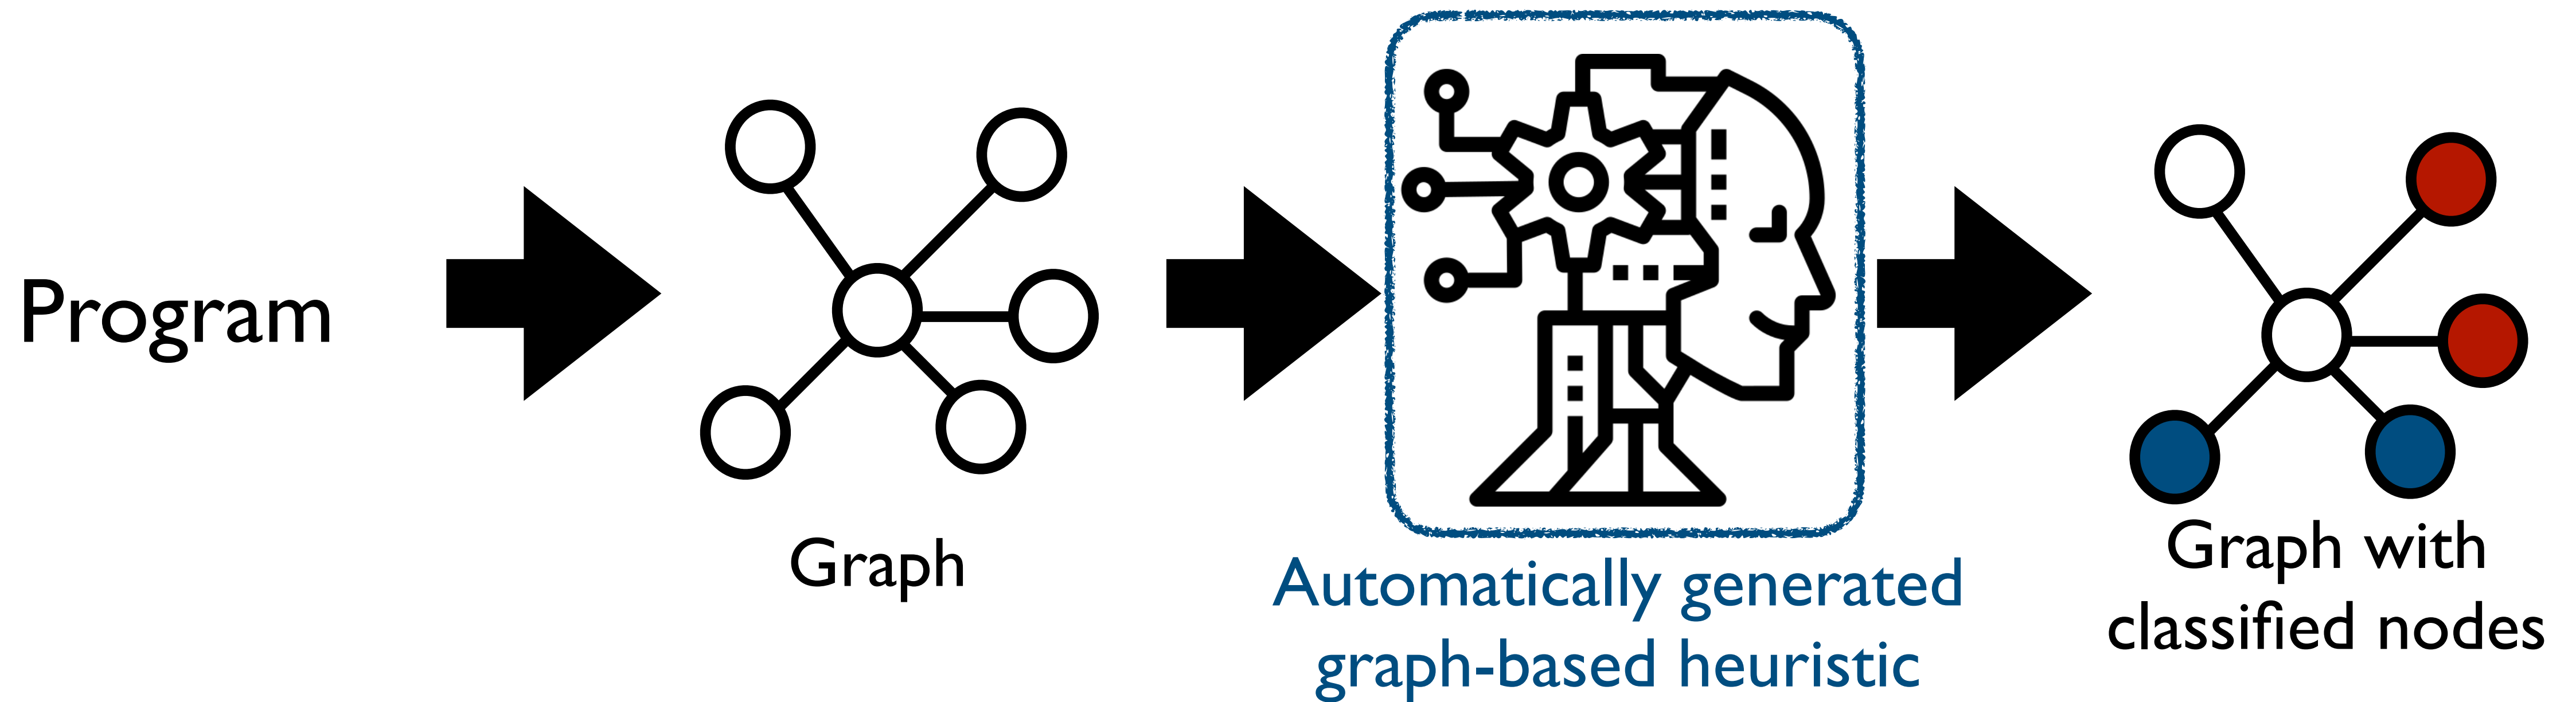 Program
Graph
Automatically generated
graph-based heuristic
Graph with
classified nodes